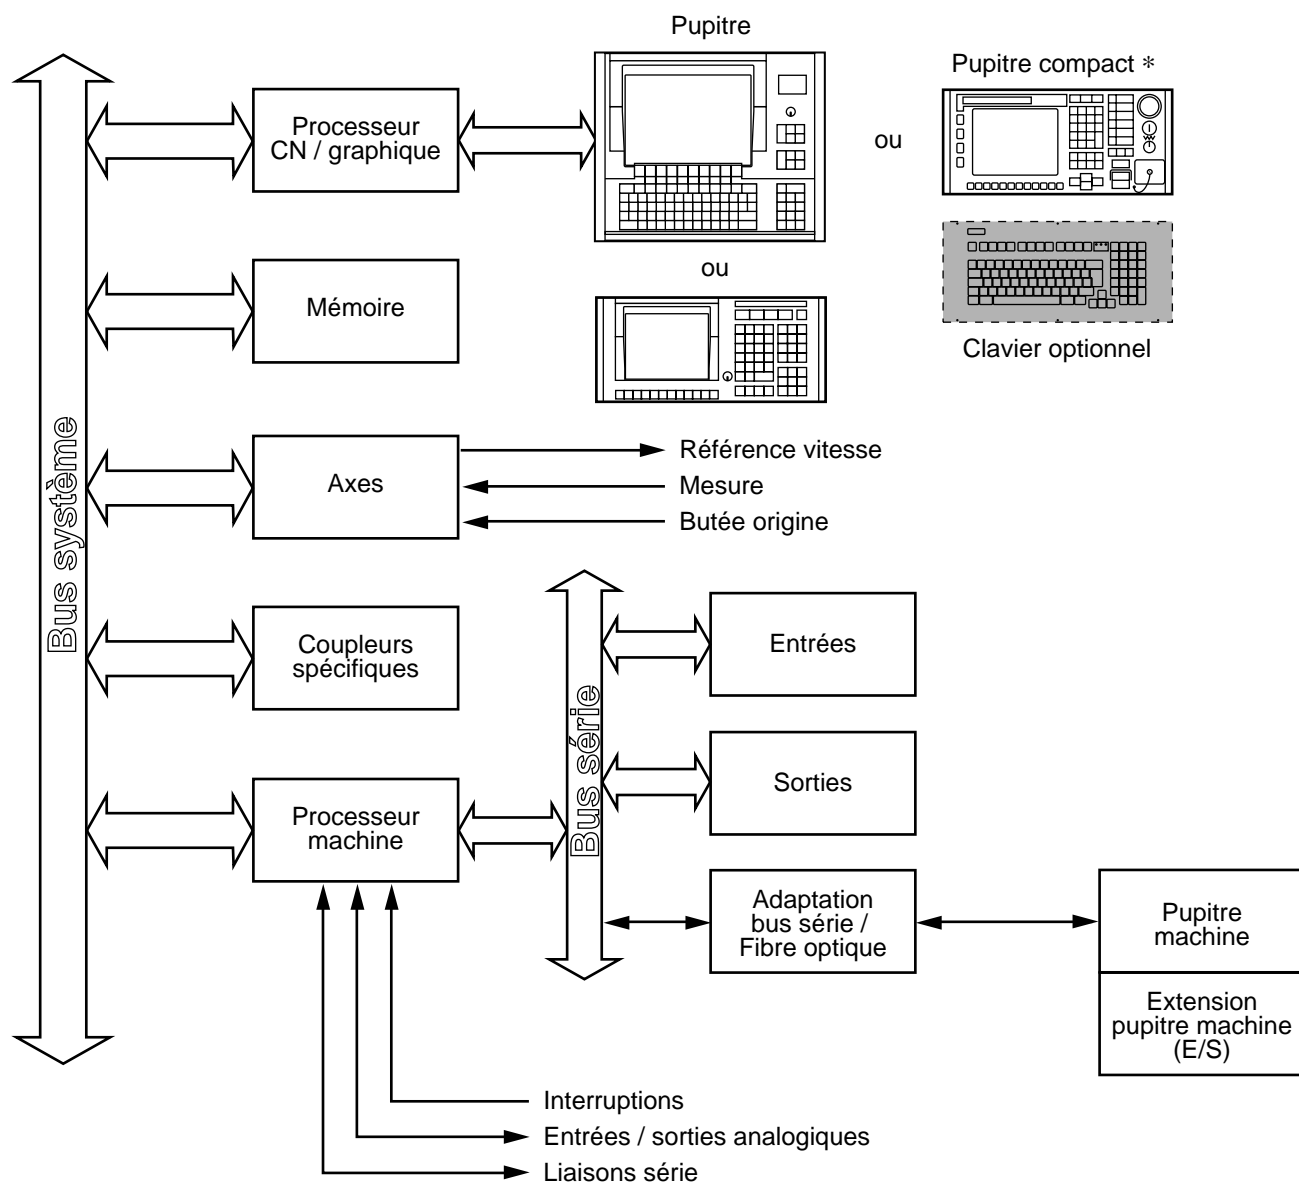 Pupitre
Pupitre compact *
Processeur
CN / graphique
ou
ou
Mémoire
Clavier optionnel
Bus système
Axes
Référence vitesse
Mesure
Butée origine
Coupleurs
spécifiques
Bus série
Entrées
Sorties
Processeur
machine
Adaptation
bus série /
Fibre optique
Pupitre
machine
Extension
pupitre machine
(E/S)
Interruptions
Entrées / sorties analogiques
Liaisons série